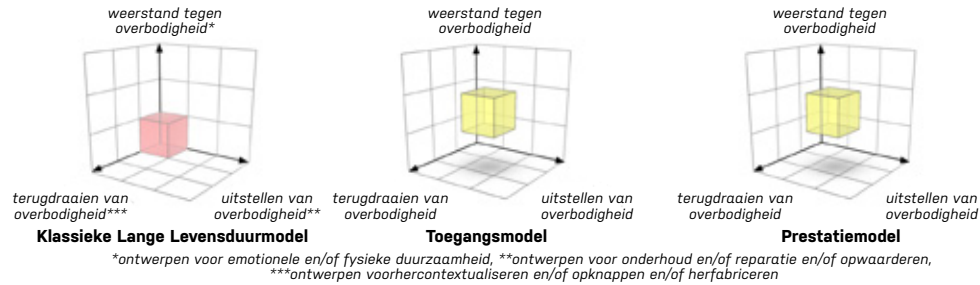 weerstand tegen
overbodigheid*
terugdraaien van
overbodigheid***
uitstellen van
overbodigheid**
Klassieke Lange Levensduurmodel
weerstand tegen
overbodigheid
terugdraaien van
overbodigheid
uitstellen van
overbodigheid
Toegangsmodel
weerstand tegen
overbodigheid
terugdraaien van
overbodigheid
uitstellen van
overbodigheid
Prestatiemodel
*ontwerpen voor emotionele en/of fysieke duurzaamheid, **ontwerpen voor onderhoud en/of reparatie en/of opwaarderen,
***ontwerpen voorhercontextualiseren en/of opknappen en/of herfabriceren